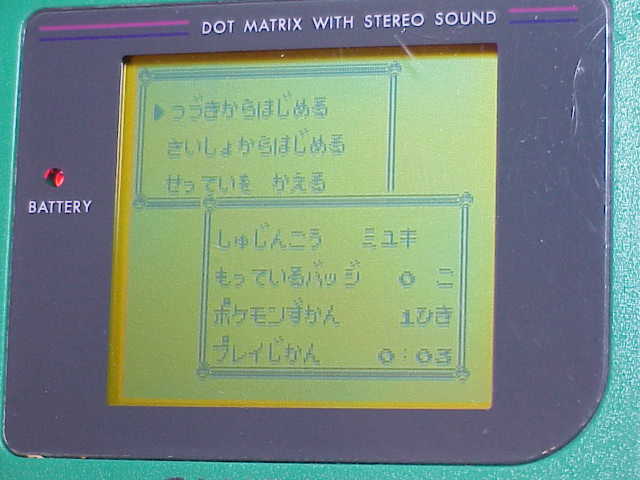 DOT MATRIX WITH STEREO SOUND
▶つづきからはじめる
さいしょからはじめる
せっていを　かえる
BATTERY
しゅじんこう　ミユキ
もっているバッジ　0 こ
ポケモンずかん　1ひき
プレイじかん　0:03